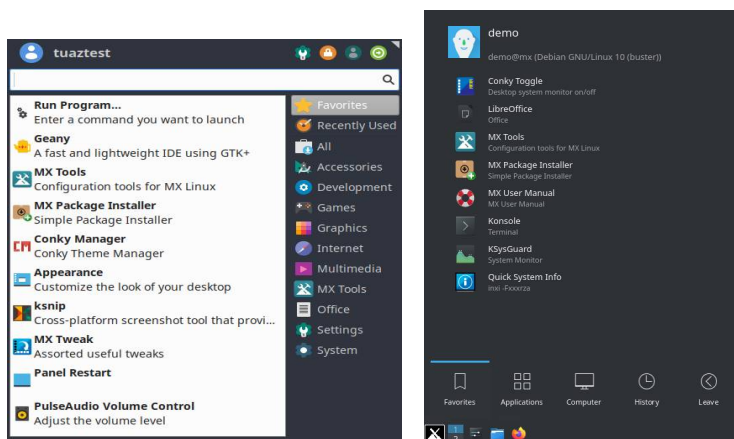 tuaztest
Run Program...
Enter a command you want to launch
Geany
A fast and lightweight IDE using GTK+
MX Tools
Configuration tools for MX Linux
MX Package Installer
Simple Package Installer
Conky Manager
Conky Theme Manager
Appearance
Customize the look of your desktop
ksnip
Cross-platform screenshot tool that provi...
MX Tweak
Assorted useful tweaks
Panel Restart
PulseAudio Volume Control
Adjust the volume level
Favorites
Recently Used
All
Accessories
Development
Games
Graphics
Internet
Multimedia
MX Tools
Office
Settings
System
demo
demo@mx (Debian GNU/Linux 10 (buster))
Conky Toggle
Desktop system monitor on/off
LibreOffice
Office
MX Tools
Configuration tools for MX Linux
MX Package Installer
Simple Package Installer
MX User Manual
MX User Manual
Konsole
Terminal
KSysGuard
System Monitor
Quick System Info
inxi -Fxxxrza
Favorites
Applications
Computer
History
Leave